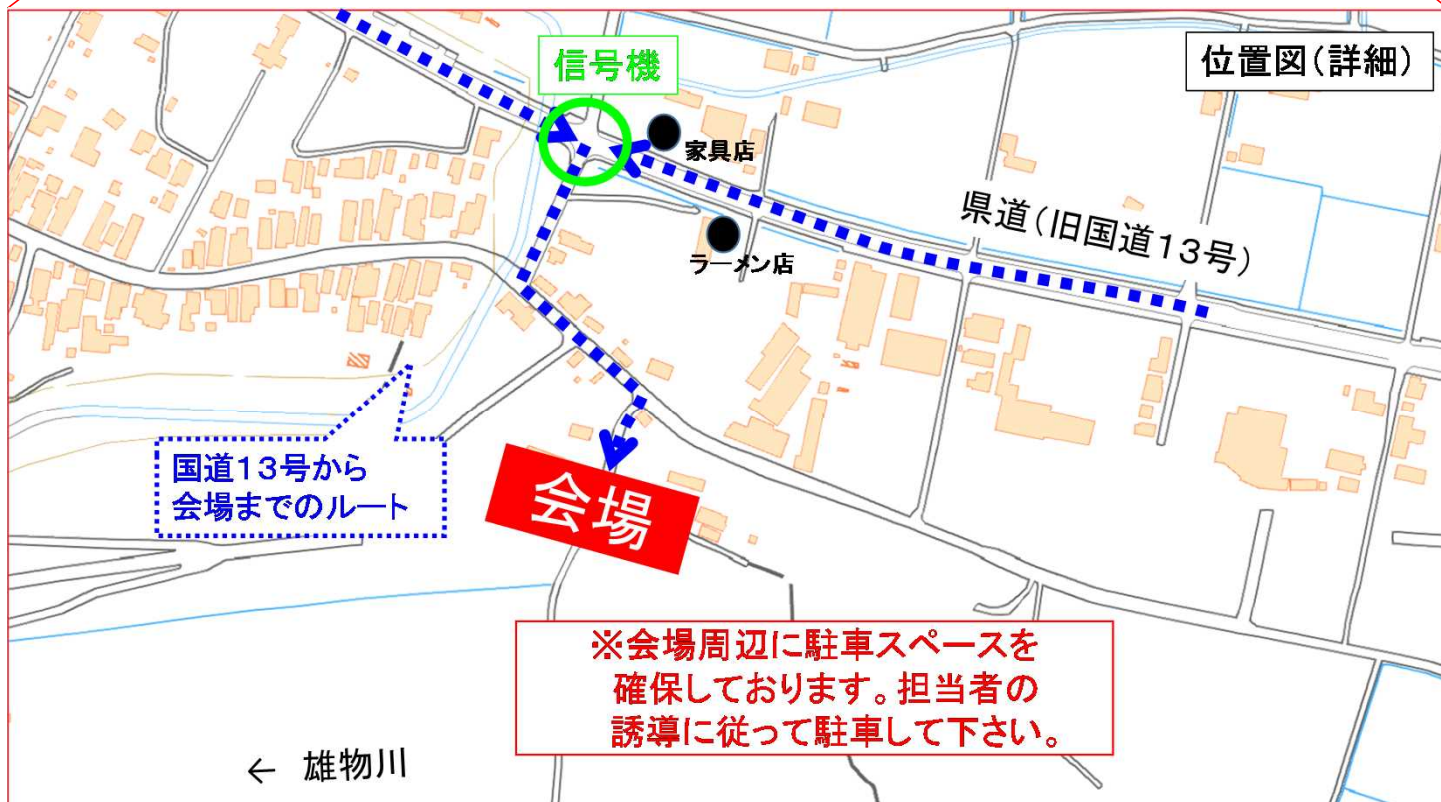 信号機
位置図(詳細)
家具店
県道(旧国道13号)
ラーメン店
国道13号から
会場までのルート
会場
※会場周辺に駐車スペースを
確保しております。担当者の
誘導に従って駐車して下さい。
← 雄物川